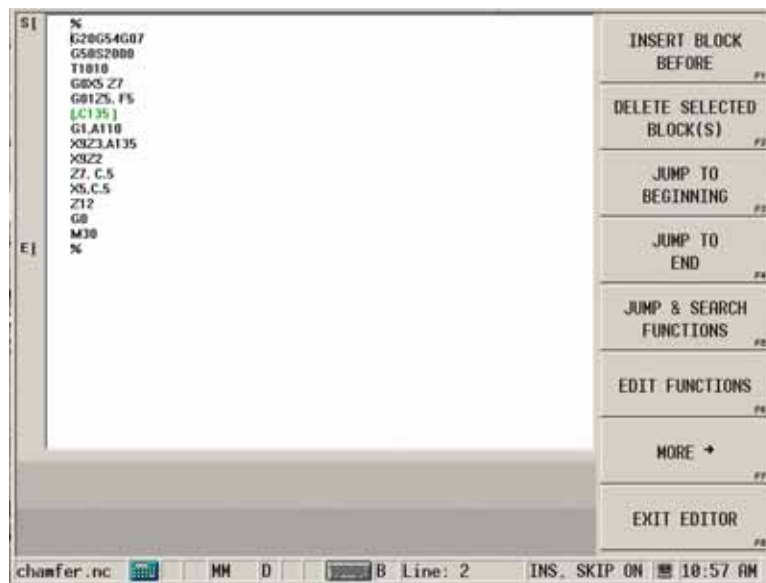 S[ %
G20G54G07
G50S2000
T1010
G0X5 Z7
G01Z5. F5
[,C135 ]
G1,A110
X9Z3,A135
X9Z2
Z7, C.5
X5,C.5
Z12
G0
M30
E] %
INSERT BLOCK
BEFORE
F1
DELETE SELECTED
BLOCK(S)
F2
JUMP TO
BEGINNING
F3
JUMP TO
END
F4
JUMP & SEARCH
FUNCTIONS
F5
EDIT FUNCTIONS
F6
MORE →
F7
EXIT EDITOR
F8
chamfer.nc MM D B Line: 2 INS, SKIP ON 10:57 AM